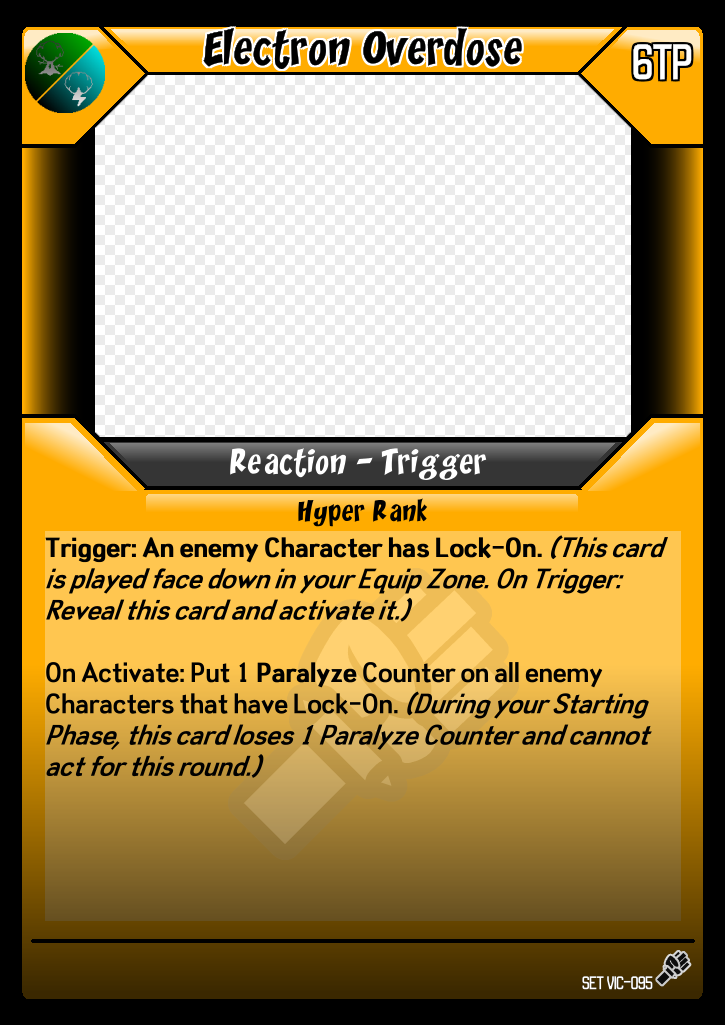 Electron Overdose
6TP
Reaction - Trigger
Hyper Rank
Trigger: An enemy Character has Lock-On. (This card
is played face down in your Equip Zone. On Trigger:
Reveal this card and activate it.)
On Activate: Put 1 Paralyze Counter on all enemy
Characters that have Lock-On. (During your Starting
Phase, this card loses 1 Paralyze Counter and cannot
act for this round.)
SET VIC-095